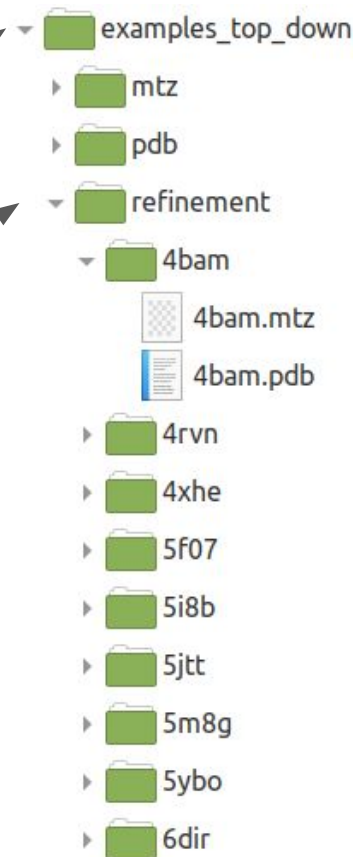 examples_top_down
mtz
pdb
refinement
4bam
4bam.mtz
4bam.pdb
4rvn
4xhe
5f07
5i8b
5jtt
5m8g
5ybo
6dir